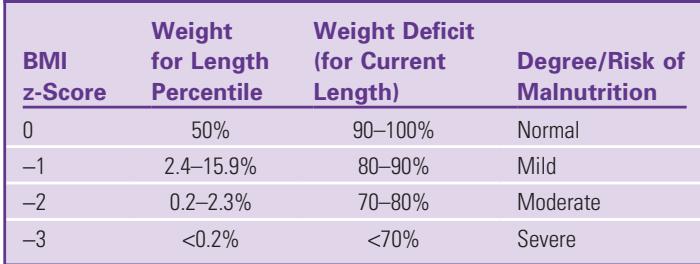 BMI z-Score | Weight for Length Percentile | Weight Deficit (for Current Length) | Degree/Risk of Malnutrition
0 | 50% | 90–100% | Normal
–1 | 2.4–15.9% | 80–90% | Mild
–2 | 0.2–2.3% | 70–80% | Moderate
–3 | <0.2% | <70% | Severe